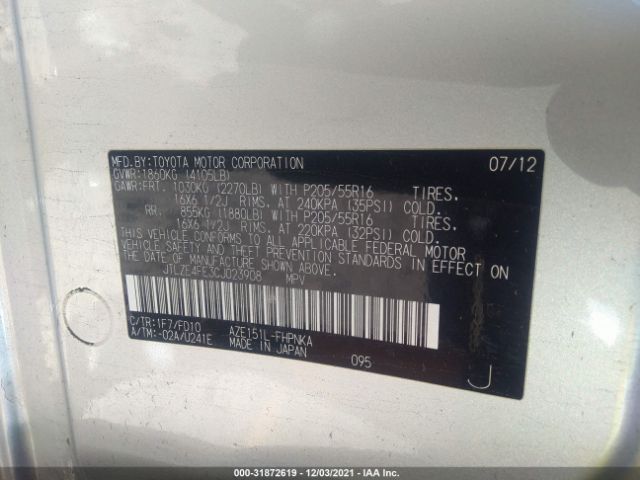 MFD.BY:TOYOTA MOTOR CORPORATION 07/12
GVWR:1860KG (4105LB)
GAWR:FRT. 1030KG (2270LB) WITH P205/55R16 TIRES.
16X6 1/2J RIMS. AT 240KPA (35PSI) COLD.
RR. 855KG (1880LB) WITH P205/55R16 TIRES.
16X6 1/2J RIMS. AT 220KPA (32PSI) COLD.
THIS VEHICLE CONFORMS TO ALL APPLICABLE FEDERAL MOTOR
VEHICLE SAFETY AND THEFT PREVENTION STANDARDS IN EFFECT ON
THE DATE OF MANUFACTURE SHOWN ABOVE.
JTLZE4FE3CJ023908 MPV
C/TR:1F7/FD10 AZE151L-FHPNKA
A/TM:-02A/U241E MADE IN JAPAN 095
J
000-31872619 - 12/03/2021 - IAA Inc.